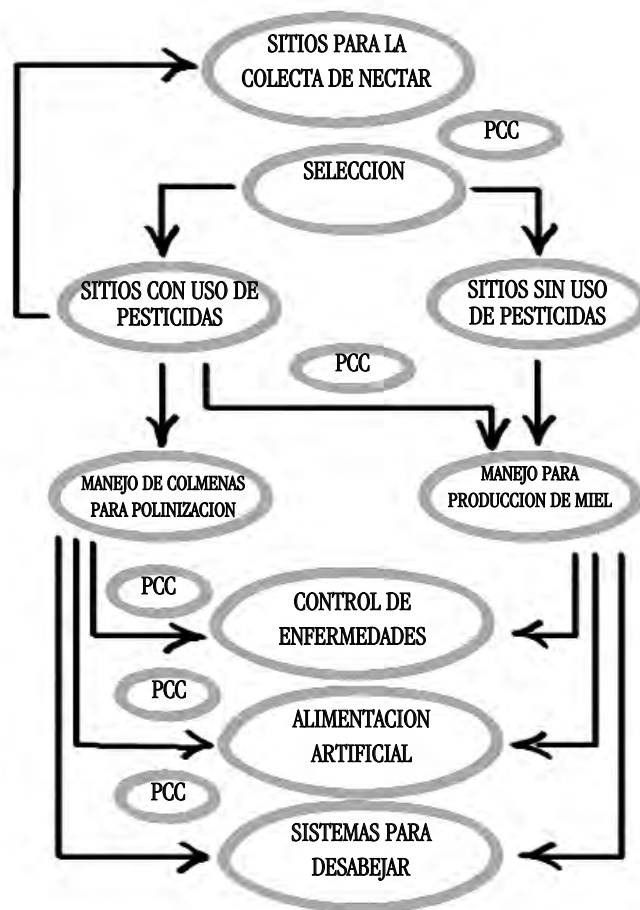 SITIOS PARA LA
COLECTA DE NECTAR
PCC
SELECCION
SITIOS CON USO DE
PESTICIDAS
SITIOS SIN USO
DE PESTICIDAS
PCC
MANEJO DE COLMENAS
PARA POLINIZACION
MANEJO PARA
PRODUCCION DE MIEL
PCC
CONTROL DE
ENFERMEDADES
PCC
ALIMENTACION
ARTIFICIAL
PCC
SISTEMAS PARA
DESABEJAR